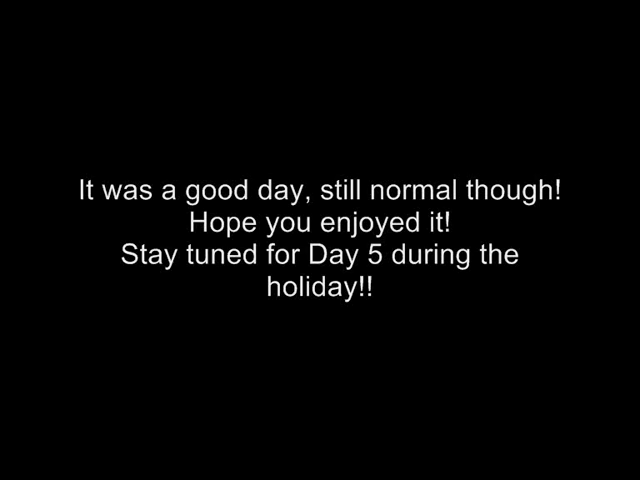 It was a good day, still normal though!
Hope you enjoyed it!
Stay tuned for Day 5 during the
holiday!!